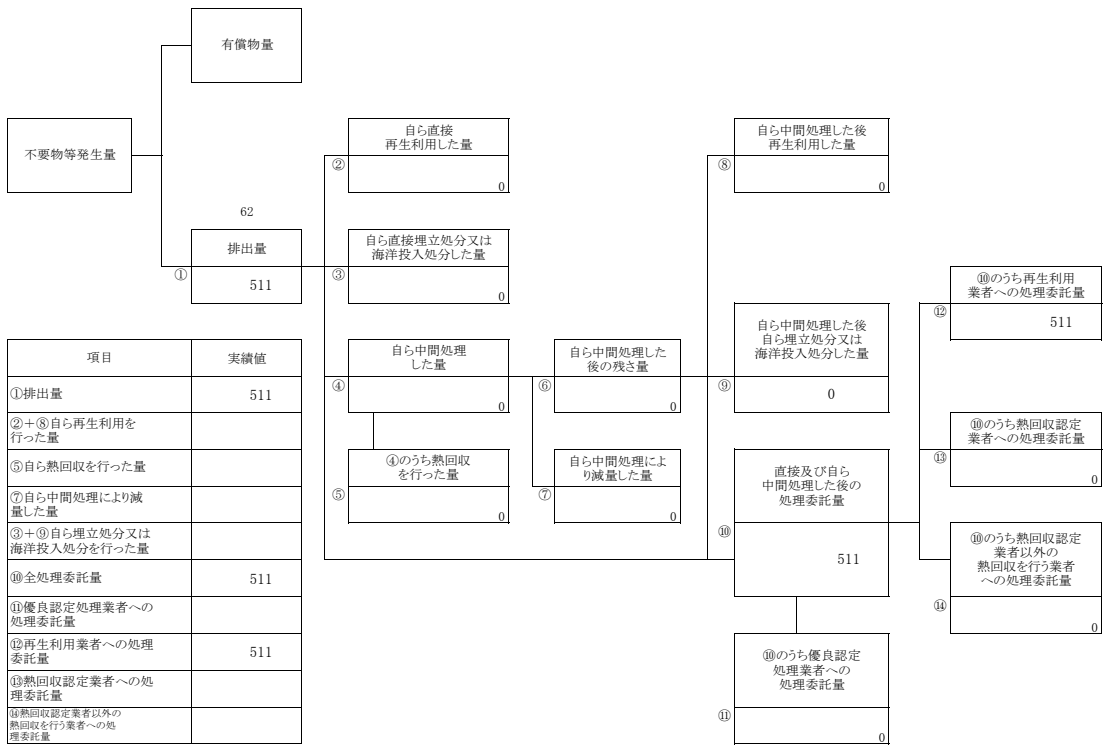 有償物量
不要物等発生量
62
排出量
①
511
自ら直接
再生利用した量
②
0
自ら直接埋立処分又は
海洋投入処分した量
③
0
自ら中間処理
した量
④
0
④のうち熱回収
を行った量
⑤
0
自ら中間処理した
後の残さ量
⑥
0
自ら中間処理によ
り減量した量
⑦
0
自ら中間処理した後
再生利用した量
⑧
0
自ら中間処理した後
自ら埋立処分又は
海洋投入処分した量
⑨
0
直接及び自ら
中間処理した後の
処理委託量
⑩
511
⑩のうち優良認定
処理業者への
処理委託量
⑪
0
⑩のうち再生利用
業者への処理委託量
⑫
511
⑩のうち熱回収認定
業者への処理委託量
⑬
0
⑩のうち熱回収認定
業者以外の
熱回収を行う業者
への処理委託量
⑭
0
項目 実績値
①排出量 511
②+⑧自ら再生利用を
行った量
⑤自ら熱回収を行った量
⑦自ら中間処理により減
量した量
③+⑨自ら埋立処分又は
海洋投入処分を行った量
⑩全処理委託量 511
⑪優良認定処理業者への
処理委託量
⑫再生利用業者への処理
委託量 511
⑬熱回収認定業者への処
理委託量
⑭熱回収認定業者以外の
熱回収を行う業者への処
理委託量